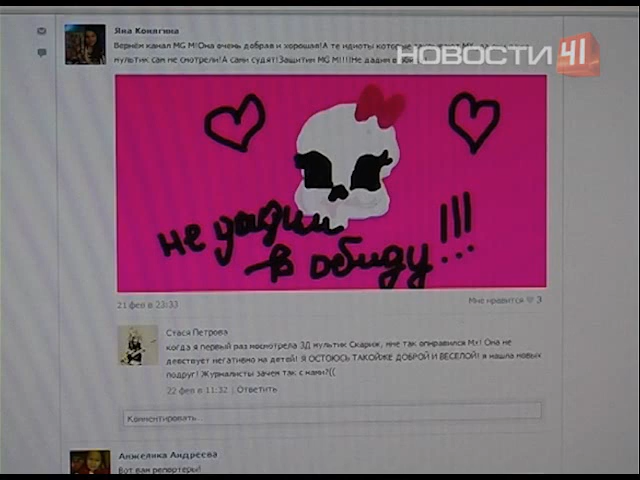 Яна Конягина
НОВОСТИ 41
Вернём канал MG M!Она очень добрая и хорошая!А те идиоты которые
мультик сам не смотрели!А сами судят!Защитим MG M!!!!Не дадим
не дадим
в обиду!!!
21 фев в 23:33
Мне нравится 3
Стася Петрова
когда я первый раз посмотрела 3Д мультик Скариж, мне так опнравился Мх! Она не
девствует негативно на детей! Я ОСТОЮСЬ ТАКОЙЖЕ ДОБРОЙ И ВЕСЕЛОЙ! я нашла новых
подруг! Журналисты зачем так с нами?((
22 фев в 11:32 | Ответить
Комментировать...
Анжелика Андреева
Вот вам репортеры!